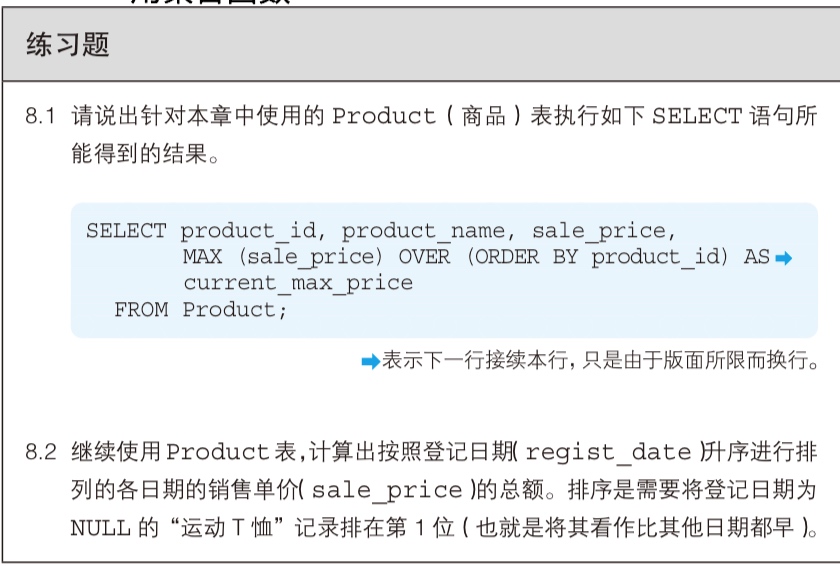 练习题
8.1 请说出针对本章中使用的 Product（商品）表执行如下 SELECT 语句所
能得到的结果。
SELECT product_id, product_name, sale_price,
MAX (sale_price) OVER (ORDER BY product_id) AS➡
current_max_price
FROM Product;
➡表示下一行接续本行，只是由于版面所限而换行。
8.2 继续使用Product表，计算出按照登记日期（regist_date）升序进行排
列的各日期的销售单价（sale_price）的总额。排序是需要将登记日期为
NULL 的“运动 T 恤”记录排在第 1 位（也就是将其看作比其他日期都早）。